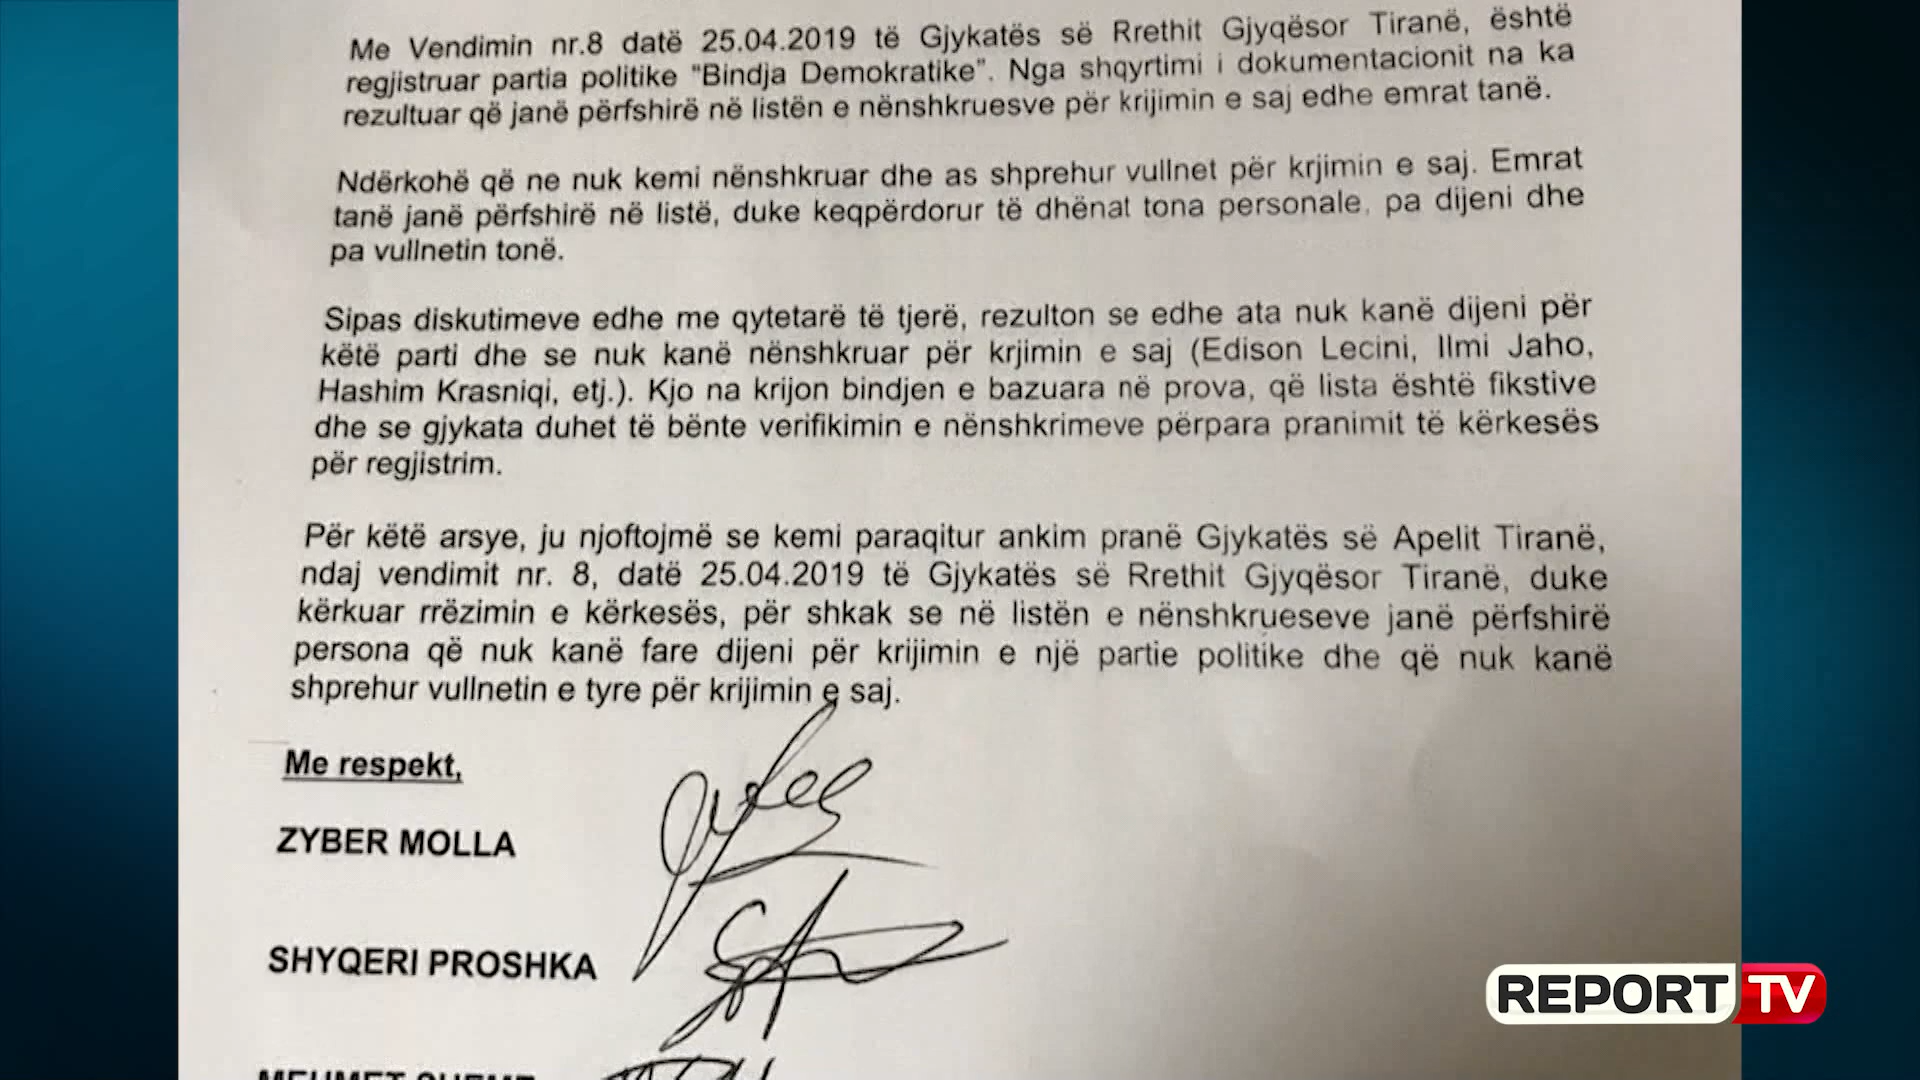 Me Vendimin nr.8 datë 25.04.2019 të Gjykatës së Rrethit Gjyqësor Tiranë, është
regjistruar partia politike "Bindja Demokratike". Nga shqyrtimi i dokumentacionit na ka
rezultuar që janë përfshirë në listën e nënshkruesve për krijimin e saj edhe emrat tanë.
Ndërkohë që ne nuk kemi nënshkruar dhe as shprehur vullnet për krjimin e saj. Emrat
tanë janë përfshirë në listë, duke keqpërdorur të dhënat tona personale, pa dijeni dhe
pa vullnetin tonë.
Sipas diskutimeve edhe me qytetarë të tjerë, rezulton se edhe ata nuk kanë dijeni për
këtë parti dhe se nuk kanë nënshkruar për krjimin e saj (Edison Lecini, Ilmi Jaho,
Hashim Krasniqi, etj.). Kjo na krijon bindjen e bazuara në prova, që lista është fikstive
dhe se gjykata duhet të bënte verifikimin e nënshkrimeve përpara pranimit të kërkesës
për regjistrim.
Për këtë arsye, ju njoftojmë se kemi paraqitur ankim pranë Gjykatës së Apelit Tiranë,
ndaj vendimit nr. 8, datë 25.04.2019 të Gjykatës së Rrethit Gjyqësor Tiranë, duke
kërkuar rrëzimin e kërkesës, për shkak se në listën e nënshkrueseve janë përfshirë
persona që nuk kanë fare dijeni për krijimin e një partie politike dhe që nuk kanë
shprehur vullnetin e tyre për krijimin e saj.
Me respekt,
ZYBER MOLLA
SHYQERI PROSHKA
REPORT TV